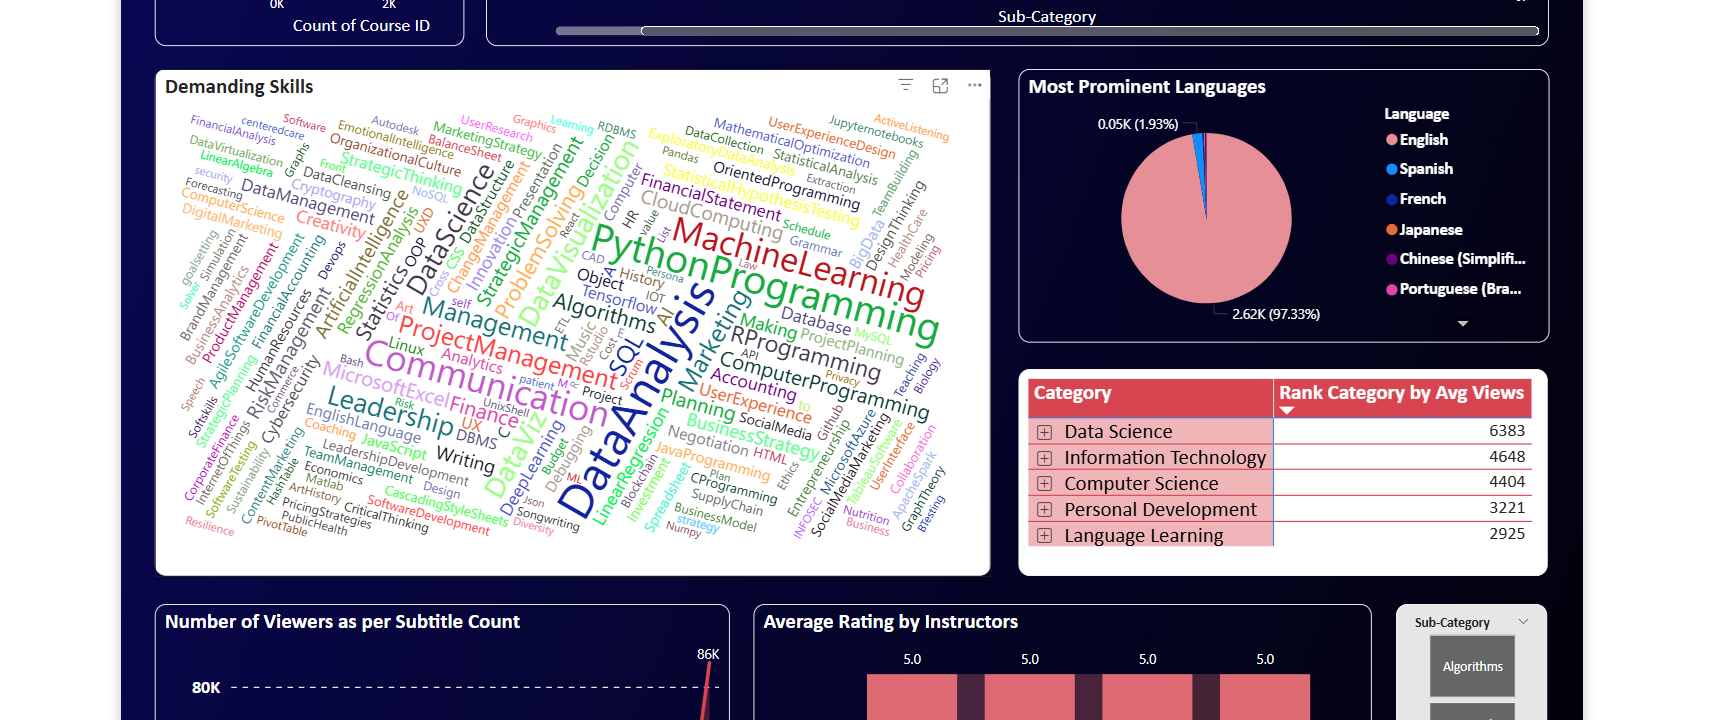 0K
2K
Count of Course ID
Sub-Category
Demanding Skills
FinancialAnalysis
centeredcare
Software
EmotionalIntelligence
Autodesk
MarketingStrategy
UserResearch
Graphics
Learning
RDBMS
ExploratoryDataAnalysis
DataCollection
MathematicalOptimization
UserExperienceDesign
Jupyternotebooks
ActiveListening
DataVirtualization
LinearAlgebra
Graphs
OrganizationalCulture
BalanceSheet
StrategicThinking
Front
DataCleansing
NoSQL
security
Forecasting
ComputerScience
DigitalMarketing
DataManagement
Cryptography
Creativity
ArtificialIntelligence
RegressionAnalysis
UXD
OOP
Statistics
DataScience
DataStructure
CSS
Cross
ChangeManagement
Innovation
Presentation
StrategicManagement
ProblemSolving
Decision
React
DataVisualization
Computer
HR
value
List
Pandas
StatisticalAnalysis
StatisticalHypothesisTesting
OrientedProgramming
Extraction
FinancialStatement
CloudComputing
Schedule
Grammar
BigData
TeamBuilding
DesignThinking
HealthCare
Modeling
Pricing
PythonProgramming
MachineLearning
Law
Persona
CAD
Object
History
IOT
Tensorflow
Algorithms
AI
ETL
Music
Rstudio
Cost
SQL
Scrum
DataAnalysis
Marketing
Making
Database
MySQL
ProjectPlanning
RProgramming
API
ComputerProgramming
Privacy
Accounting
Teaching
Biology
goalsetting
Simulation
Solver
BrandManagement
BusinessAnalytics
ProductManagement
AgileSoftwareDevelopment
FinancialAccounting
Devops
HumanResources
RiskManagement
Commerce
Cybersecurity
StrategicPlanning
Speech
Softskills
CorporateFinance
InternetOfThings
SoftwareTesting
Sustainability
ContentMarketing
HashTable
Art
Of
self
Management
ProjectManagement
Linux
Analytics
Communication
Bash
MicrosoftExcel
Risk
patient
Project
UnixShell
Finance
Leadership
UX
DBMS
EnglishLanguage
Coaching
JavaScript
LeadershipDevelopment
TeamManagement
Economics
Matlab
Design
ArtHistory
CascadingStyleSheets
PricingStrategies
CriticalThinking
SoftwareDevelopment
PublicHealth
PivotTable
Resilience
Writing
DataViz
DeepLearning
Json
Songwriting
Diversity
Budget
Debugging
ML
LinearRegression
Blockchain
Investment
Spreadsheet
Planning
UserExperience
to
SocialMedia
BusinessStrategy
Negotiation
HTML
JavaProgramming
Plan
CProgramming
SupplyChain
BusinessModel
strategy
Numpy
Ethics
Entrepreneurship
Github
MicrosoftAzure
INFOSEC
SocialMediaMarketing
TableauSoftware
UserInterface
Collaboration
ApacheSpark
GraphTheory
BTesting
Nutrition
Business
Most Prominent Languages
0.05K (1.93%)
2.62K (97.33%)
Language
English
Spanish
French
Japanese
Chinese (Simplifi...
Portuguese (Bra...
Category Rank Category by Avg Views
Data Science 6383
Information Technology 4648
Computer Science 4404
Personal Development 3221
Language Learning 2925
Number of Viewers as per Subtitle Count
86K
80K
Average Rating by Instructors
5.0 5.0 5.0 5.0
Sub-Category
Algorithms